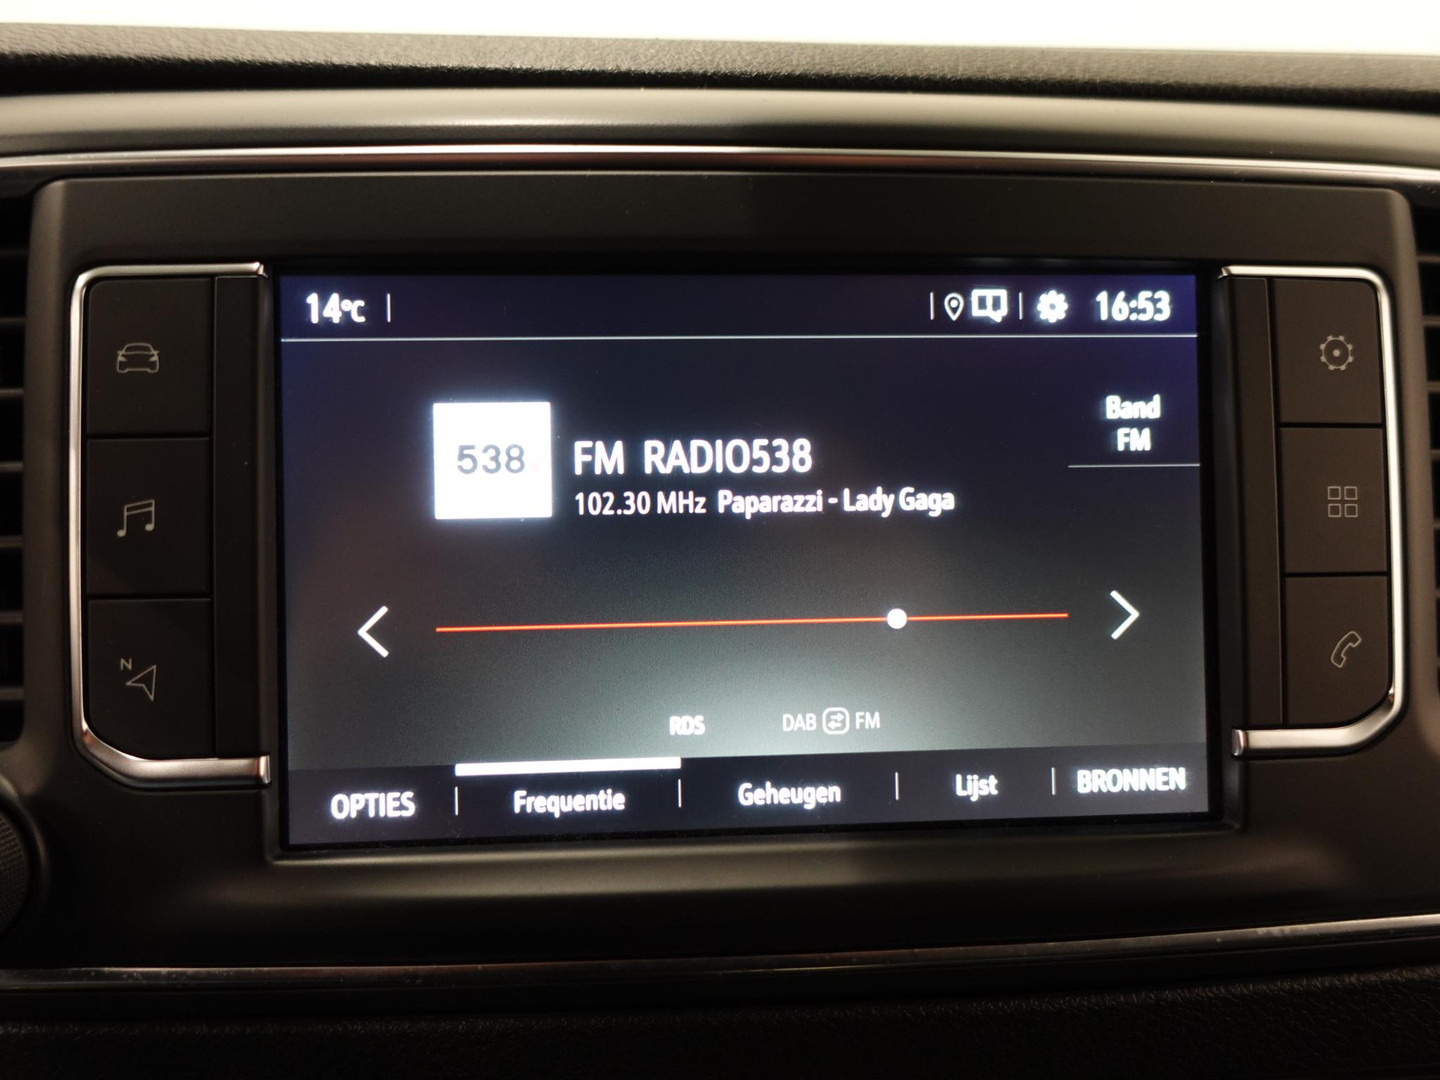 14°C
16:53
Band
FM
538
FM RADIO538
102.30 MHz Paparazzi - Lady Gaga
N
RDS
DAB FM
OPTIES Frequentie Geheugen Lijst BRONNEN